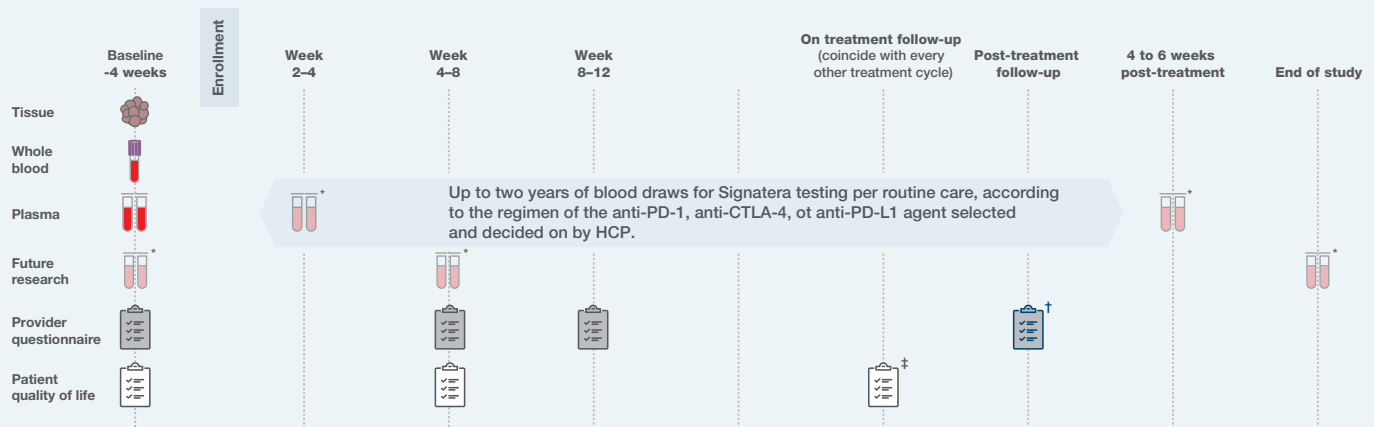 Baseline
-4 weeks
Enrollment
Week
2–4
Week
4–8
Week
8–12
On treatment follow-up
(coincide with every
other treatment cycle)
Post-treatment
follow-up
4 to 6 weeks
post-treatment
End of study
Tissue
Whole
blood
Plasma
*
Up to two years of blood draws for Signatera testing per routine care, according
to the regimen of the anti-PD-1, anti-CTLA-4, ot anti-PD-L1 agent selected
and decided on by HCP.
*
Future
research
*
*
*
Provider
questionnaire
†
Patient
quality of life
‡